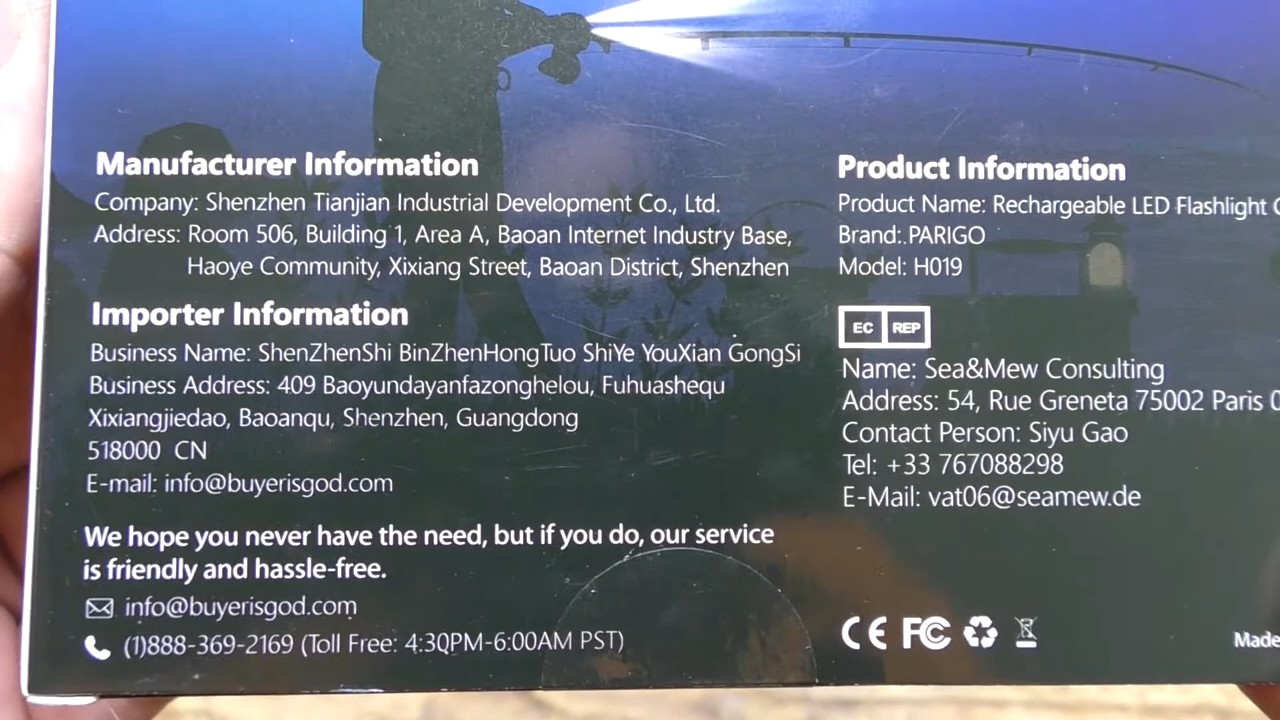 Manufacturer Information
Company: Shenzhen Tianjian Industrial Development Co., Ltd.
Address: Room 506, Building 1, Area A, Baoan Internet Industry Base,
Haoye Community, Xixiang Street, Baoan District, Shenzhen
Importer Information
Business Name: ShenZhenShi BinZhenHongTuo ShiYe YouXian GongSi
Business Address: 409 Baoyundayanfazonghelou, Fuhuashequ
Xixiangjiedao, Baoanqu, Shenzhen, Guangdong
518000 CN
E-mail: info@buyerisgod.com
We hope you never have the need, but if you do, our service
is friendly and hassle-free.
info@buyerisgod.com
(1)888-369-2169 (Toll Free: 4:30PM-6:00AM PST)
Product Information
Product Name: Rechargeable LED Flashlight
Brand: PARIGO
Model: H019
EC REP
Name: Sea&Mew Consulting
Address: 54, Rue Greneta 75002 Paris
Contact Person: Siyu Gao
Tel: +33 767088298
E-Mail: vat06@seamew.de
CE FC
Made